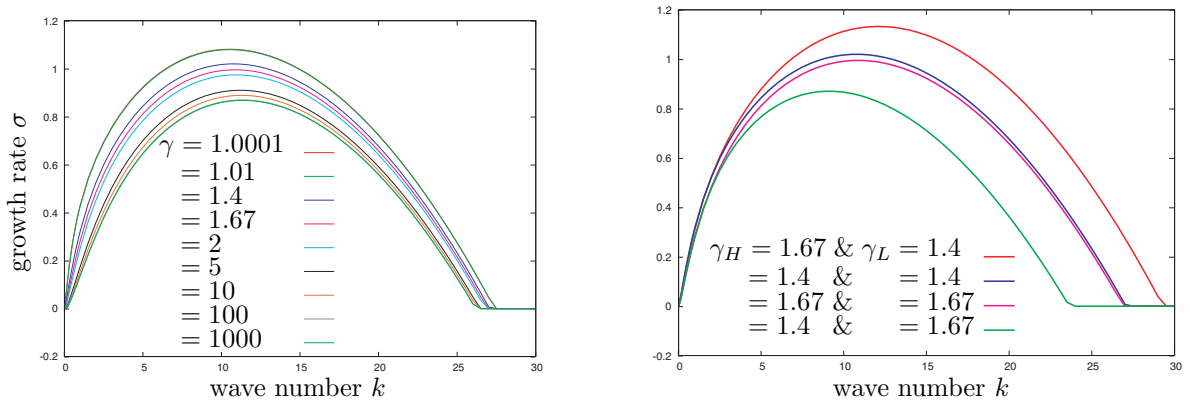 1.2
1
0.8
0.6
0.4
0.2
0
-0.2
growth rate σ
γ = 1.0001
= 1.01
= 1.4
= 1.67
= 2
= 5
= 10
= 100
= 1000
0 5 10 15 20 25 30
wave number k
1.2
1
0.8
0.6
0.4
0.2
0
-0.2
γ_H = 1.67 & γ_L = 1.4
= 1.4 & = 1.4
= 1.67 & = 1.67
= 1.4 & = 1.67
0 5 10 15 20 25 30
wave number k